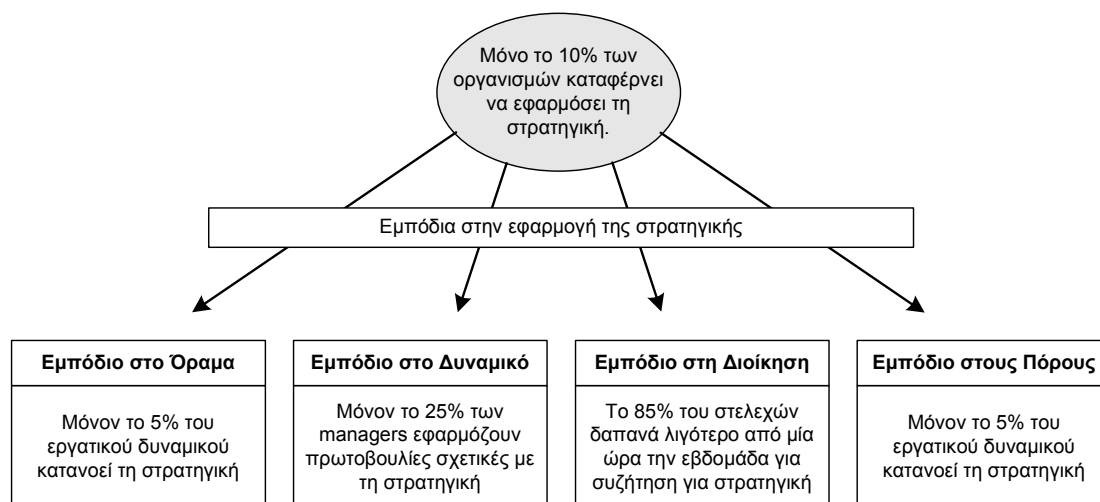 Μόνο το 10% των
οργανισμών καταφέρνει
να εφαρμόσει τη
στρατηγική.
Εμπόδια στην εφαρμογή της στρατηγικής
Εμπόδιο στο Όραμα
Μόνον το 5% του
εργατικού δυναμικού
κατανοεί τη στρατηγική
Εμπόδιο στο Δυναμικό
Μόνον το 25% των
managers εφαρμόζουν
πρωτοβουλίες σχετικές με
τη στρατηγική
Εμπόδιο στη Διοίκηση
Το 85% του στελεχών
δαπανά λιγότερο από μία
ώρα την εβδομάδα για
συζήτηση για στρατηγική
Εμπόδιο στους Πόρους
Μόνον το 5% του
εργατικού δυναμικού
κατανοεί τη στρατηγική